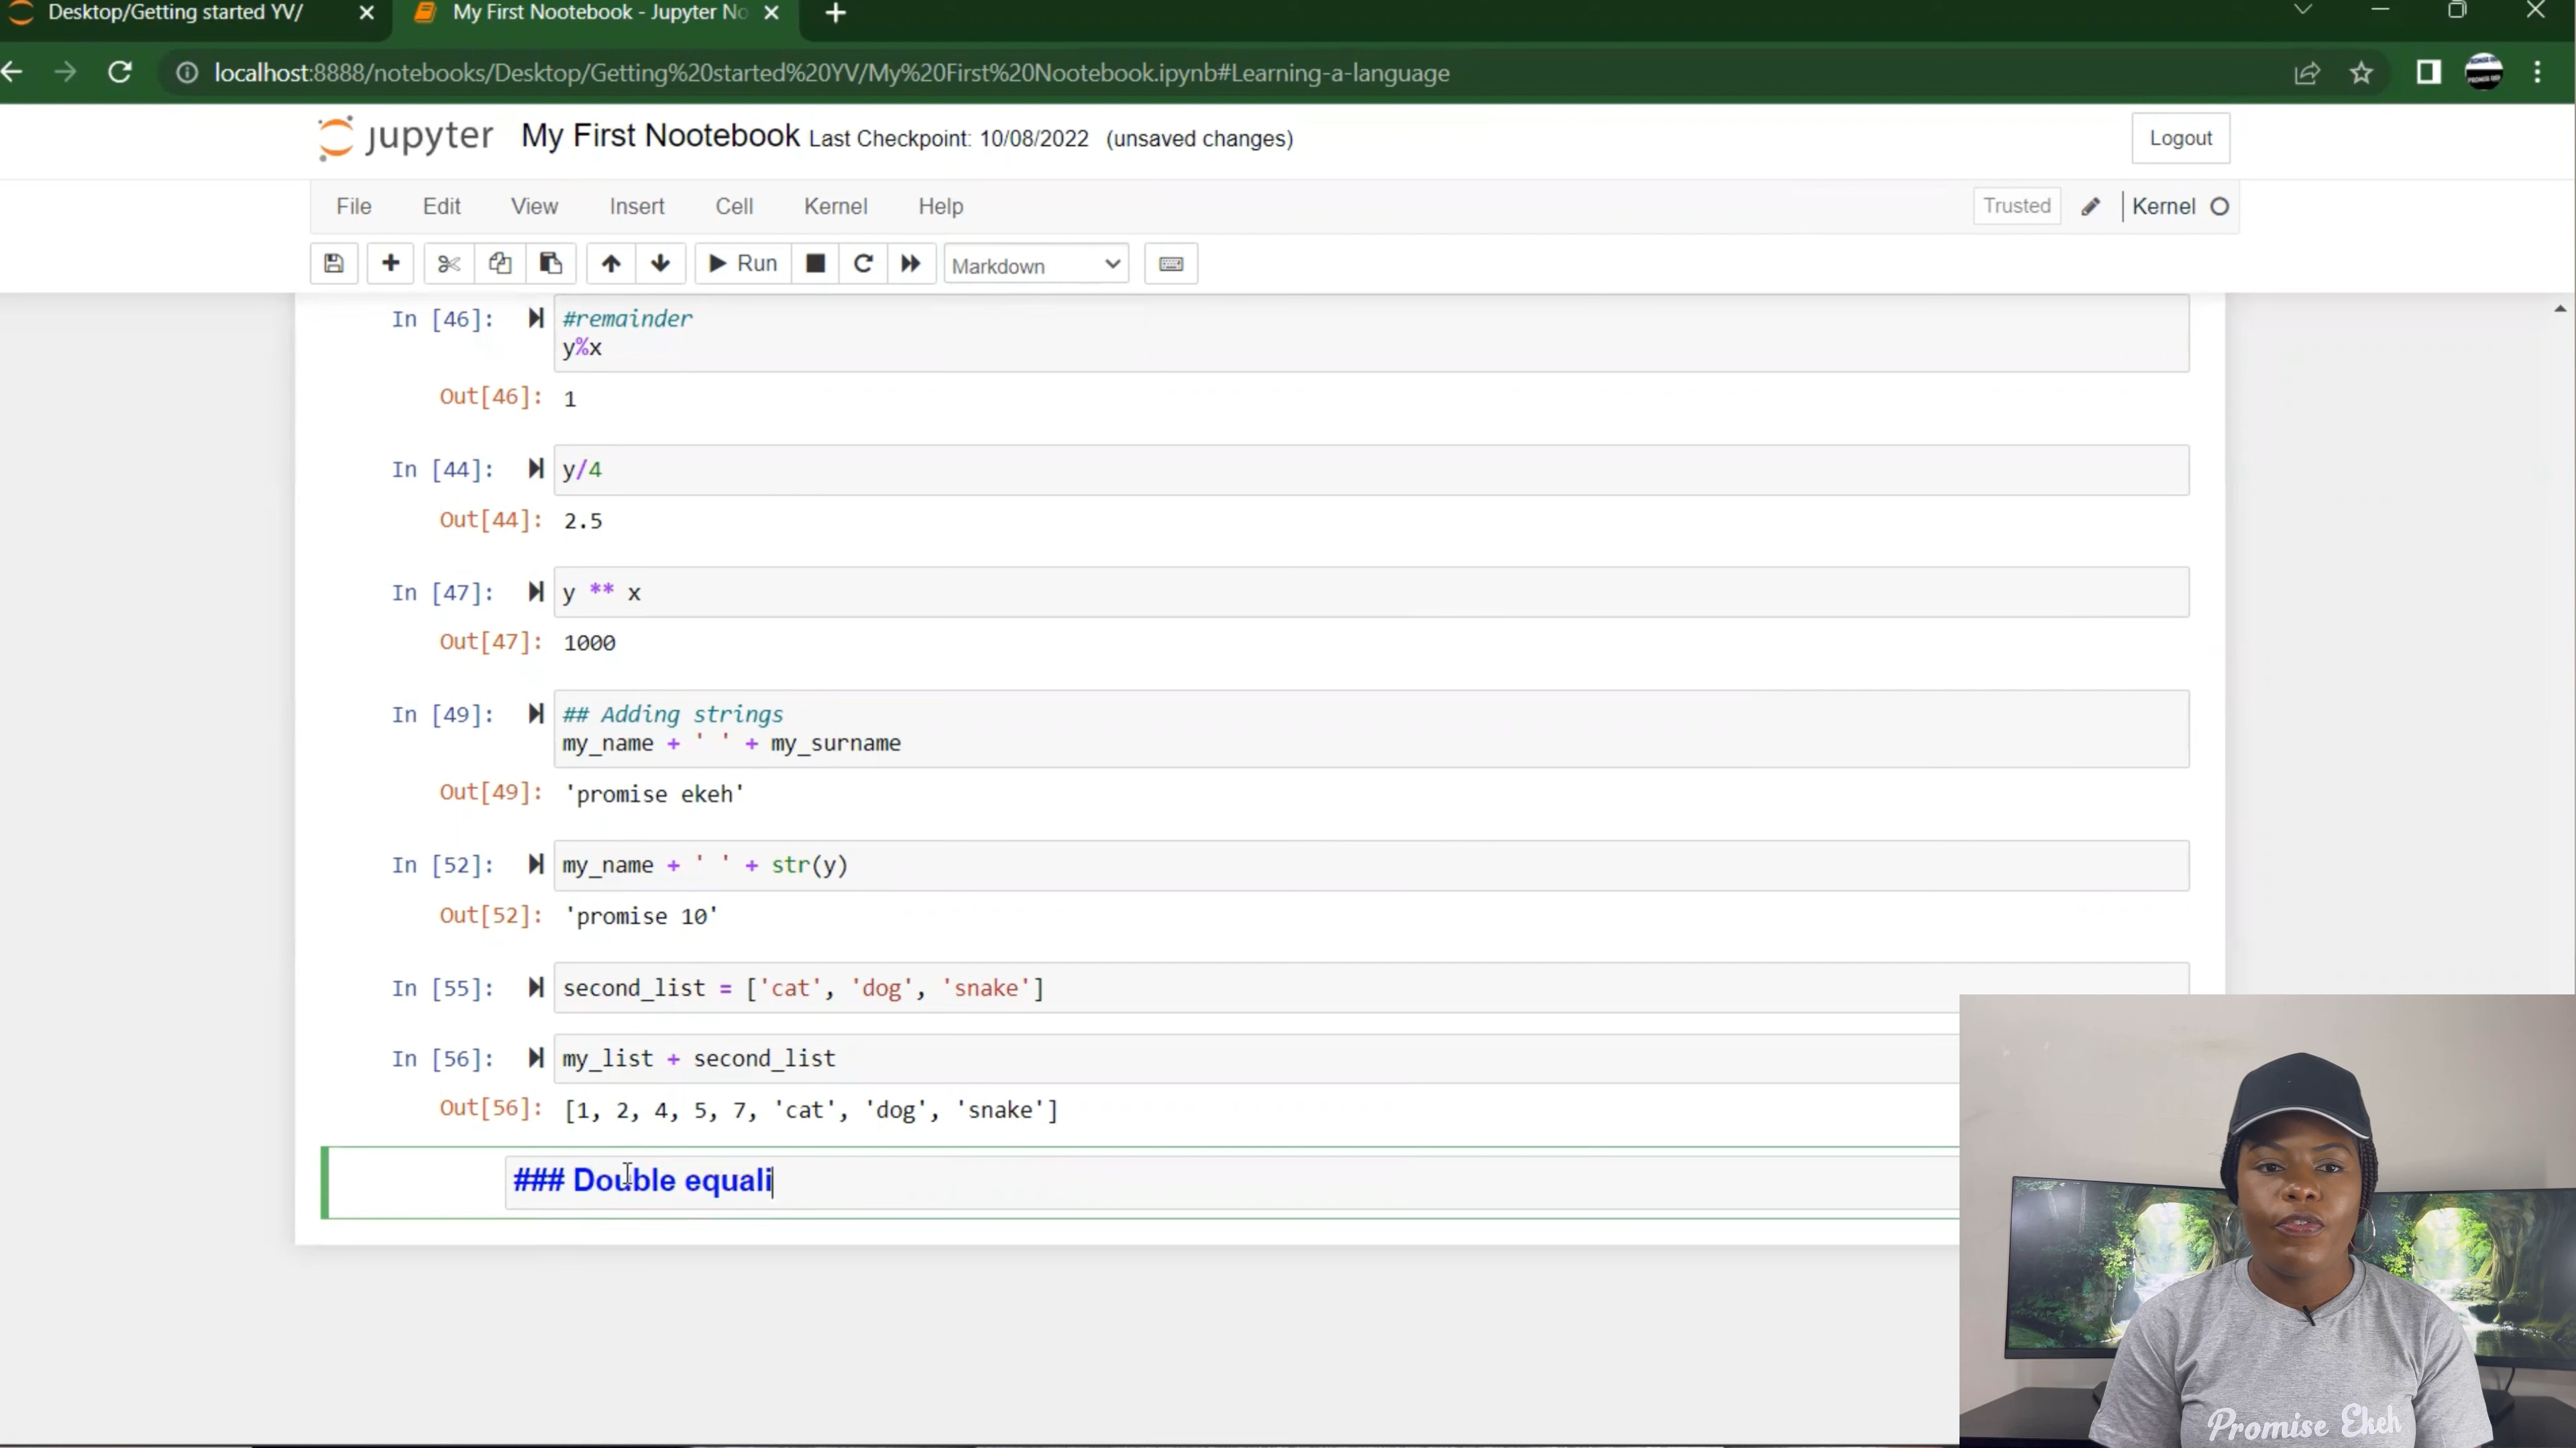 Desktop/Getting started YV/
My First Nootebook - Jupyter No
localhost:8888/notebooks/Desktop/Getting%20started%20YV/My%20First%20Nootebook.ipynb#Learning-a-language
jupyter My First Nootebook Last Checkpoint: 10/08/2022 (unsaved changes)
Logout
File Edit View Insert Cell Kernel Help
Trusted Kernel
Run Markdown
In [46]: #remainder
y%x
Out[46]: 1
In [44]: y/4
Out[44]: 2.5
In [47]: y ** x
Out[47]: 1000
In [49]: ## Adding strings
my_name + ' ' + my_surname
Out[49]: 'promise ekeh'
In [52]: my_name + ' ' + str(y)
Out[52]: 'promise 10'
In [55]: second_list = ['cat', 'dog', 'snake']
In [56]: my_list + second_list
Out[56]: [1, 2, 4, 5, 7, 'cat', 'dog', 'snake']
### Double equali
Promise Ekeh